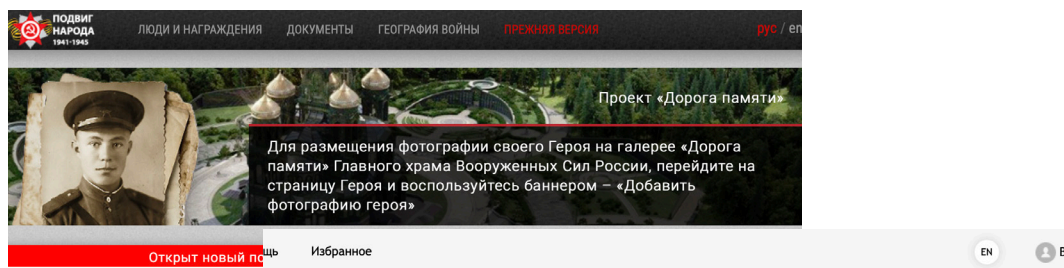 ПОДВИГ
НАРОДА
1941-1945
ЛЮДИ И НАГРАЖДЕНИЯ ДОКУМЕНТЫ ГЕОГРАФИЯ ВОЙНЫ ПРЕЖНЯЯ ВЕРСИЯ рус / en
Проект «Дорога памяти»
Для размещения фотографии своего Героя на галерее «Дорога
памяти» Главного храма Вооруженных Сил России, перейдите на
страницу Героя и воспользуйтесь баннером – «Добавить
фотографию героя»
Избранное EN
Открыт новый